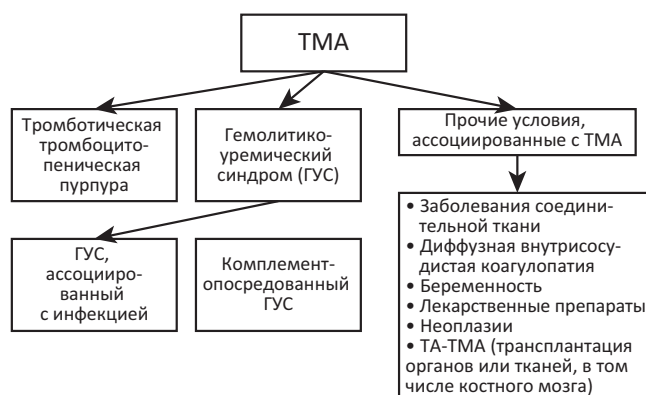 ТМА
Тромботическая
тромбоцито-
пеническая
пурпура
Гемолитико-
уремический
синдром (ГУС)
Прочие условия,
ассоциированные с ТМА
ГУС,
ассоцииро-
ванный
с инфекцией
Комплемент-
опосредованный
ГУС
• Заболевания соедини-
тельной ткани
• Диффузная внутрисосу-
дистая коагулопатия
• Беременность
• Лекарственные препараты
• Неоплазии
• ТА-ТМА (трансплантация
органов или тканей, в том
числе костного мозга)